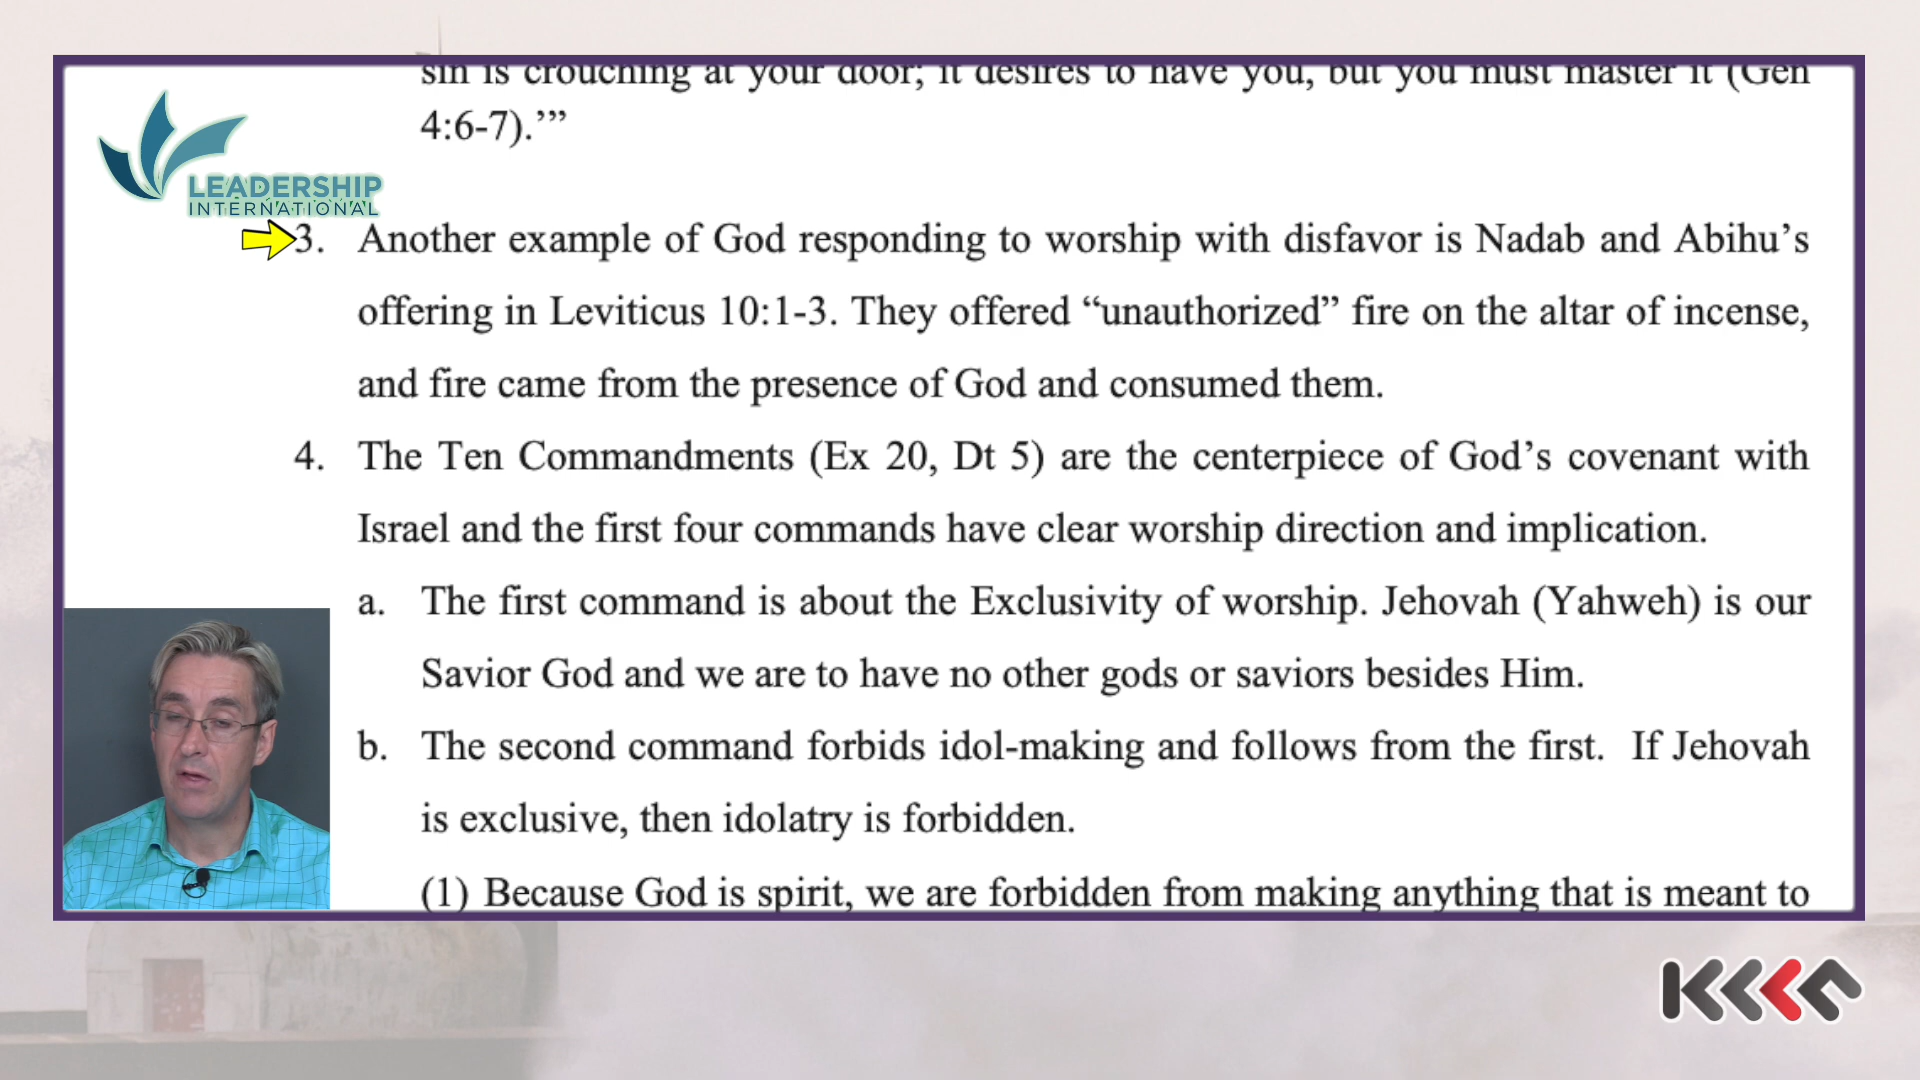 sin is crouching at your door; it desires to have you, but you must master it (Gen
4:6-7).’”
LEADERSHIP
INTERNATIONAL
3. Another example of God responding to worship with disfavor is Nadab and Abihu’s
offering in Leviticus 10:1-3. They offered “unauthorized” fire on the altar of incense,
and fire came from the presence of God and consumed them.
4. The Ten Commandments (Ex 20, Dt 5) are the centerpiece of God’s covenant with
Israel and the first four commands have clear worship direction and implication.
a. The first command is about the Exclusivity of worship. Jehovah (Yahweh) is our
Savior God and we are to have no other gods or saviors besides Him.
b. The second command forbids idol-making and follows from the first. If Jehovah
is exclusive, then idolatry is forbidden.
(1) Because God is spirit, we are forbidden from making anything that is meant to